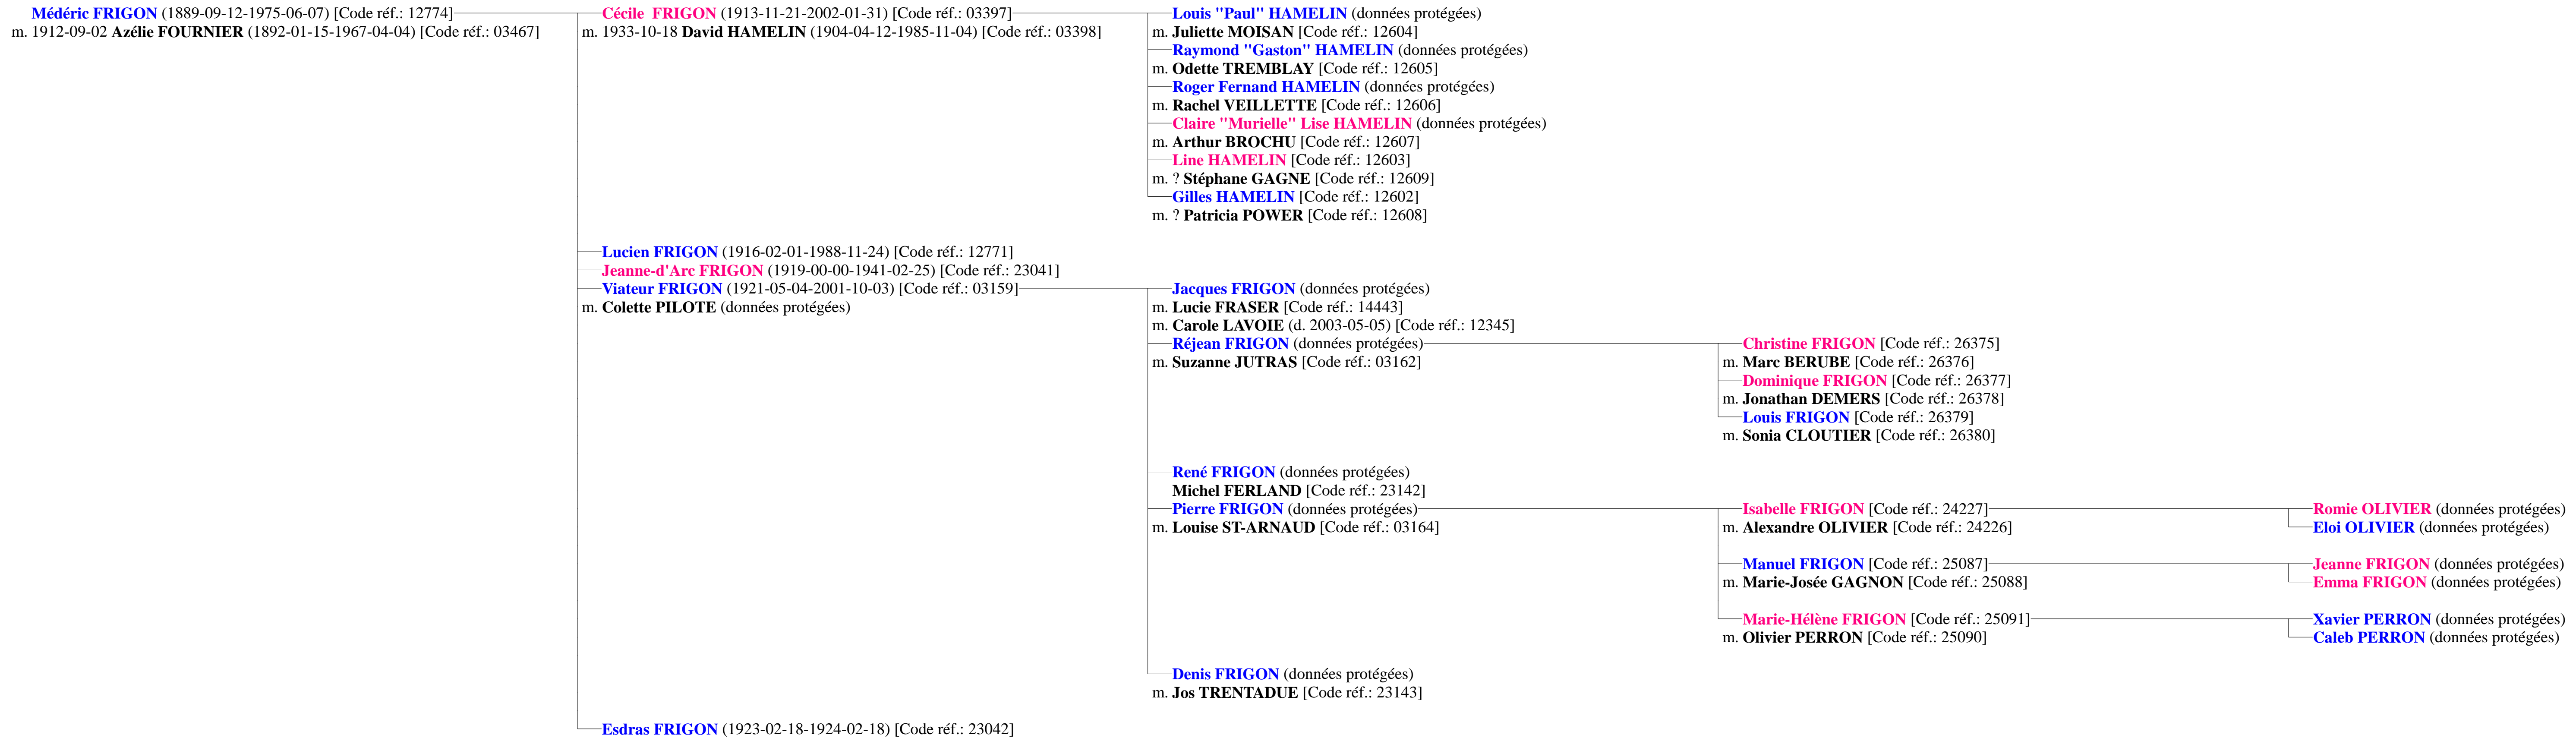 Médéric FRIGON (1889-09-12-1975-06-07) [Code réf.: 12774]
m. 1912-09-02 Azélie FOURNIER (1892-01-15-1967-04-04) [Code réf.: 03467]
Cécile  FRIGON (1913-11-21-2002-01-31) [Code réf.: 03397]
m. 1933-10-18 David HAMELIN (1904-04-12-1985-11-04) [Code réf.: 03398]
Louis "Paul" HAMELIN (données protégées)
m. Juliette MOISAN [Code réf.: 12604]
Raymond "Gaston" HAMELIN (données protégées)
m. Odette TREMBLAY [Code réf.: 12605]
Roger Fernand HAMELIN (données protégées)
m. Rachel VEILLETTE [Code réf.: 12606]
Claire "Murielle" Lise HAMELIN (données protégées)
m. Arthur BROCHU [Code réf.: 12607]
Line HAMELIN [Code réf.: 12603]
m. ? Stéphane GAGNE [Code réf.: 12609]
Gilles HAMELIN [Code réf.: 12602]
m. ? Patricia POWER [Code réf.: 12608]
Lucien FRIGON (1916-02-01-1988-11-24) [Code réf.: 12771]
Jeanne-d'Arc FRIGON (1919-00-00-1941-02-25) [Code réf.: 23041]
Viateur FRIGON (1921-05-04-2001-10-03) [Code réf.: 03159]
m. Colette PILOTE (données protégées)
Jacques FRIGON (données protégées)
m. Lucie FRASER [Code réf.: 14443]
m. Carole LAVOIE (d. 2003-05-05) [Code réf.: 12345]
Réjean FRIGON (données protégées)
m. Suzanne JUTRAS [Code réf.: 03162]
Christine FRIGON [Code réf.: 26375]
m. Marc BERUBE [Code réf.: 26376]
Dominique FRIGON [Code réf.: 26377]
m. Jonathan DEMERS [Code réf.: 26378]
Louis FRIGON [Code réf.: 26379]
m. Sonia CLOUTIER [Code réf.: 26380]
René FRIGON (données protégées)
Michel FERLAND [Code réf.: 23142]
Pierre FRIGON (données protégées)
m. Louise ST-ARNAUD [Code réf.: 03164]
Isabelle FRIGON [Code réf.: 24227]
m. Alexandre OLIVIER [Code réf.: 24226]
Romie OLIVIER (données protégées)
Eloi OLIVIER (données protégées)
Manuel FRIGON [Code réf.: 25087]
m. Marie-Josée GAGNON [Code réf.: 25088]
Jeanne FRIGON (données protégées)
Emma FRIGON (données protégées)
Marie-Hélène FRIGON [Code réf.: 25091]
m. Olivier PERRON [Code réf.: 25090]
Xavier PERRON (données protégées)
Caleb PERRON (données protégées)
Denis FRIGON (données protégées)
m. Jos TRENTADUE [Code réf.: 23143]
Esdras FRIGON (1923-02-18-1924-02-18) [Code réf.: 23042]